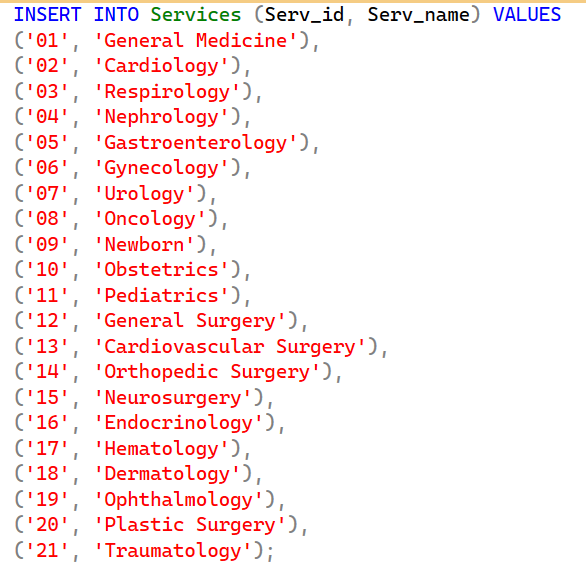 INSERT INTO Services (Serv_id, Serv_name) VALUES
('01', 'General Medicine'),
('02', 'Cardiology'),
('03', 'Respirology'),
('04', 'Nephrology'),
('05', 'Gastroenterology'),
('06', 'Gynecology'),
('07', 'Urology'),
('08', 'Oncology'),
('09', 'Newborn'),
('10', 'Obstetrics'),
('11', 'Pediatrics'),
('12', 'General Surgery'),
('13', 'Cardiovascular Surgery'),
('14', 'Orthopedic Surgery'),
('15', 'Neurosurgery'),
('16', 'Endocrinology'),
('17', 'Hematology'),
('18', 'Dermatology'),
('19', 'Ophthalmology'),
('20', 'Plastic Surgery'),
('21', 'Traumatology');